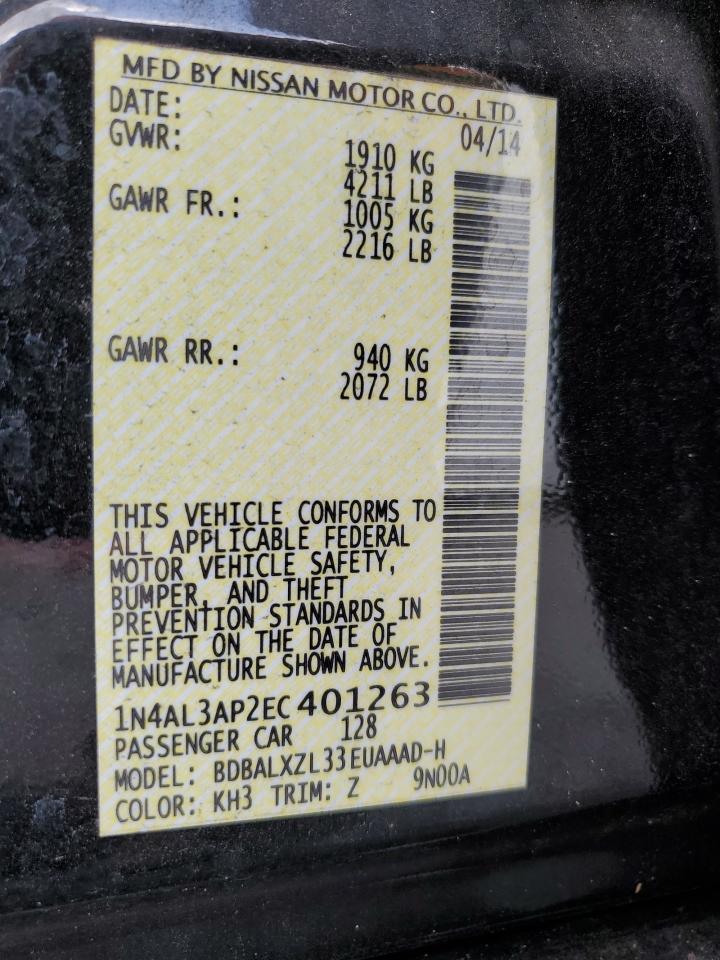 MFD BY NISSAN MOTOR CO., LTD.
DATE: 04/14
GVWR: 1910 KG
4211 LB
GAWR FR.: 1005 KG
2216 LB
GAWR RR.: 940 KG
2072 LB
THIS VEHICLE CONFORMS TO
ALL APPLICABLE FEDERAL
MOTOR VEHICLE SAFETY,
BUMPER, AND THEFT
PREVENTION STANDARDS IN
EFFECT ON THE DATE OF
MANUFACTURE SHOWN ABOVE.
1N4AL3AP2EC401263
PASSENGER CAR 128
MODEL: BDBALXZL33EUAAAD-H
COLOR: KH3 TRIM: Z 9N00A